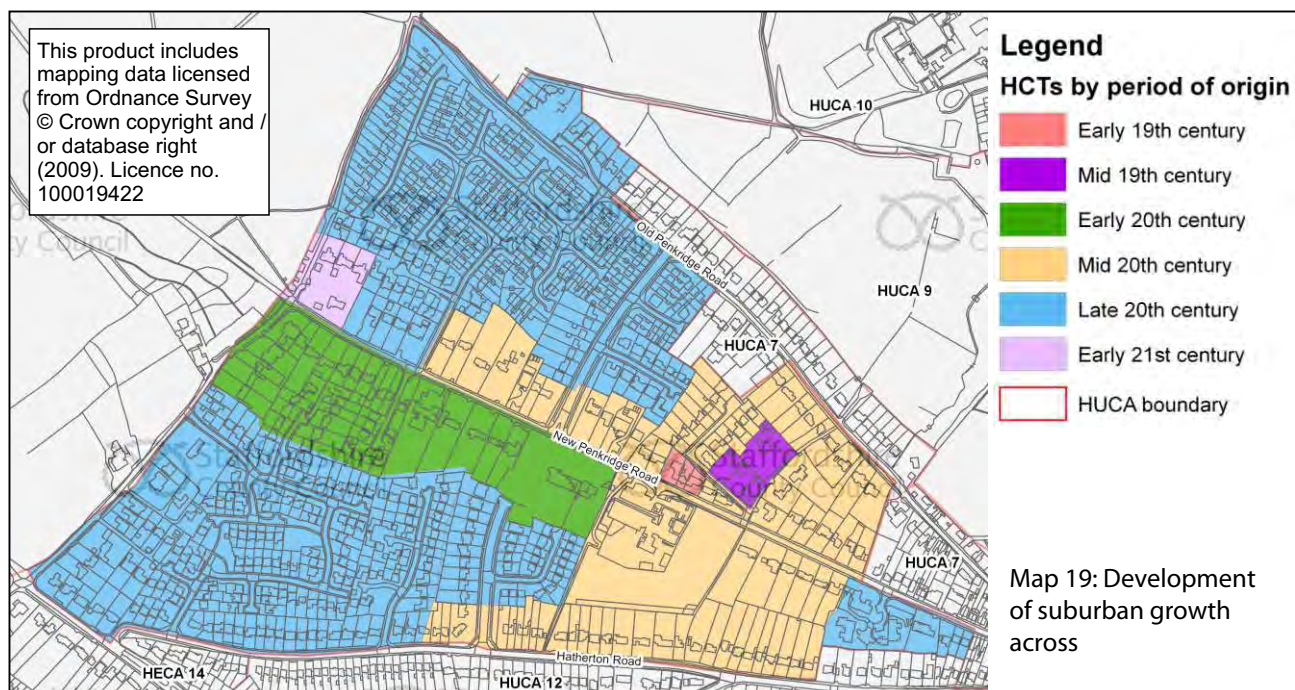 This product includes
mapping data licensed
from Ordnance Survey
© Crown copyright and /
or database right
(2009). Licence no.
100019422
Legend
HCTs by period of origin
Early 19th century
Mid 19th century
Early 20th century
Mid 20th century
Late 20th century
Early 21st century
HUCA boundary
HUCA 10
HUCA 9
Old Penkridge Road
HUCA 7
New Penkridge Road
HUCA 7
Hatherton Road
HECA 14
HUCA 12
Map 19: Development
of suburban growth
across